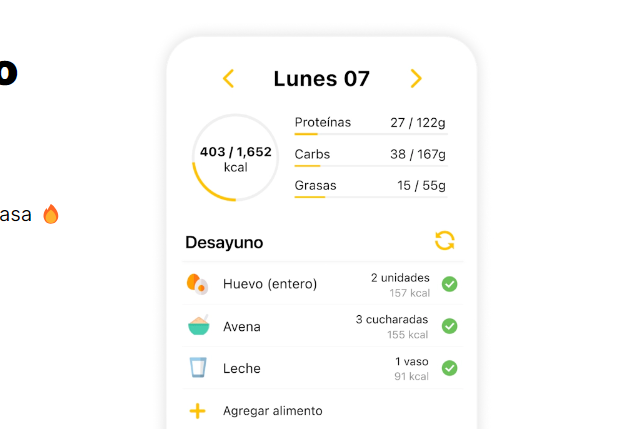 o
Lunes 07
403 / 1,652
kcal
Proteínas 27 / 122g
Carbs 38 / 167g
Grasas 15 / 55g
asa 🔥
Desayuno
Huevo (entero) 2 unidades
157 kcal
Avena 3 cucharadas
155 kcal
Leche 1 vaso
91 kcal
Agregar alimento